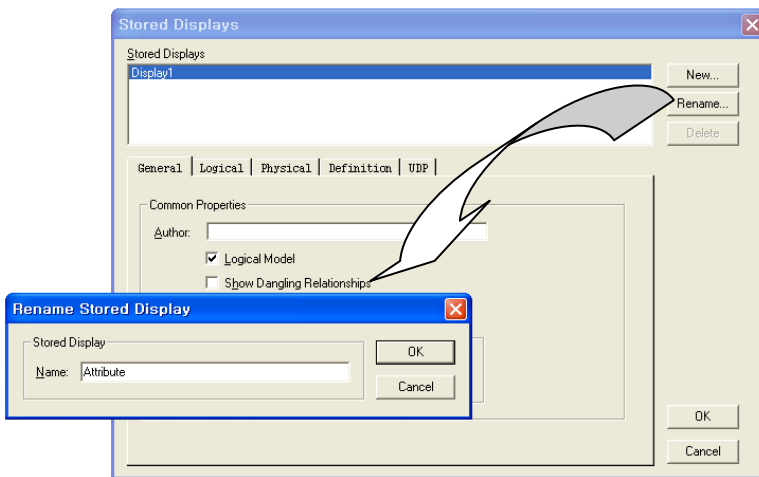 Stored Displays
Stored Displays
Display1
New...
Rename...
Delete
General
Logical
Physical
Definition
UDP
Common Properties
Author:
Logical Model
Show Dangling Relationships
Rename Stored Display
Stored Display
Name:
Attribute
OK
Cancel
OK
Cancel